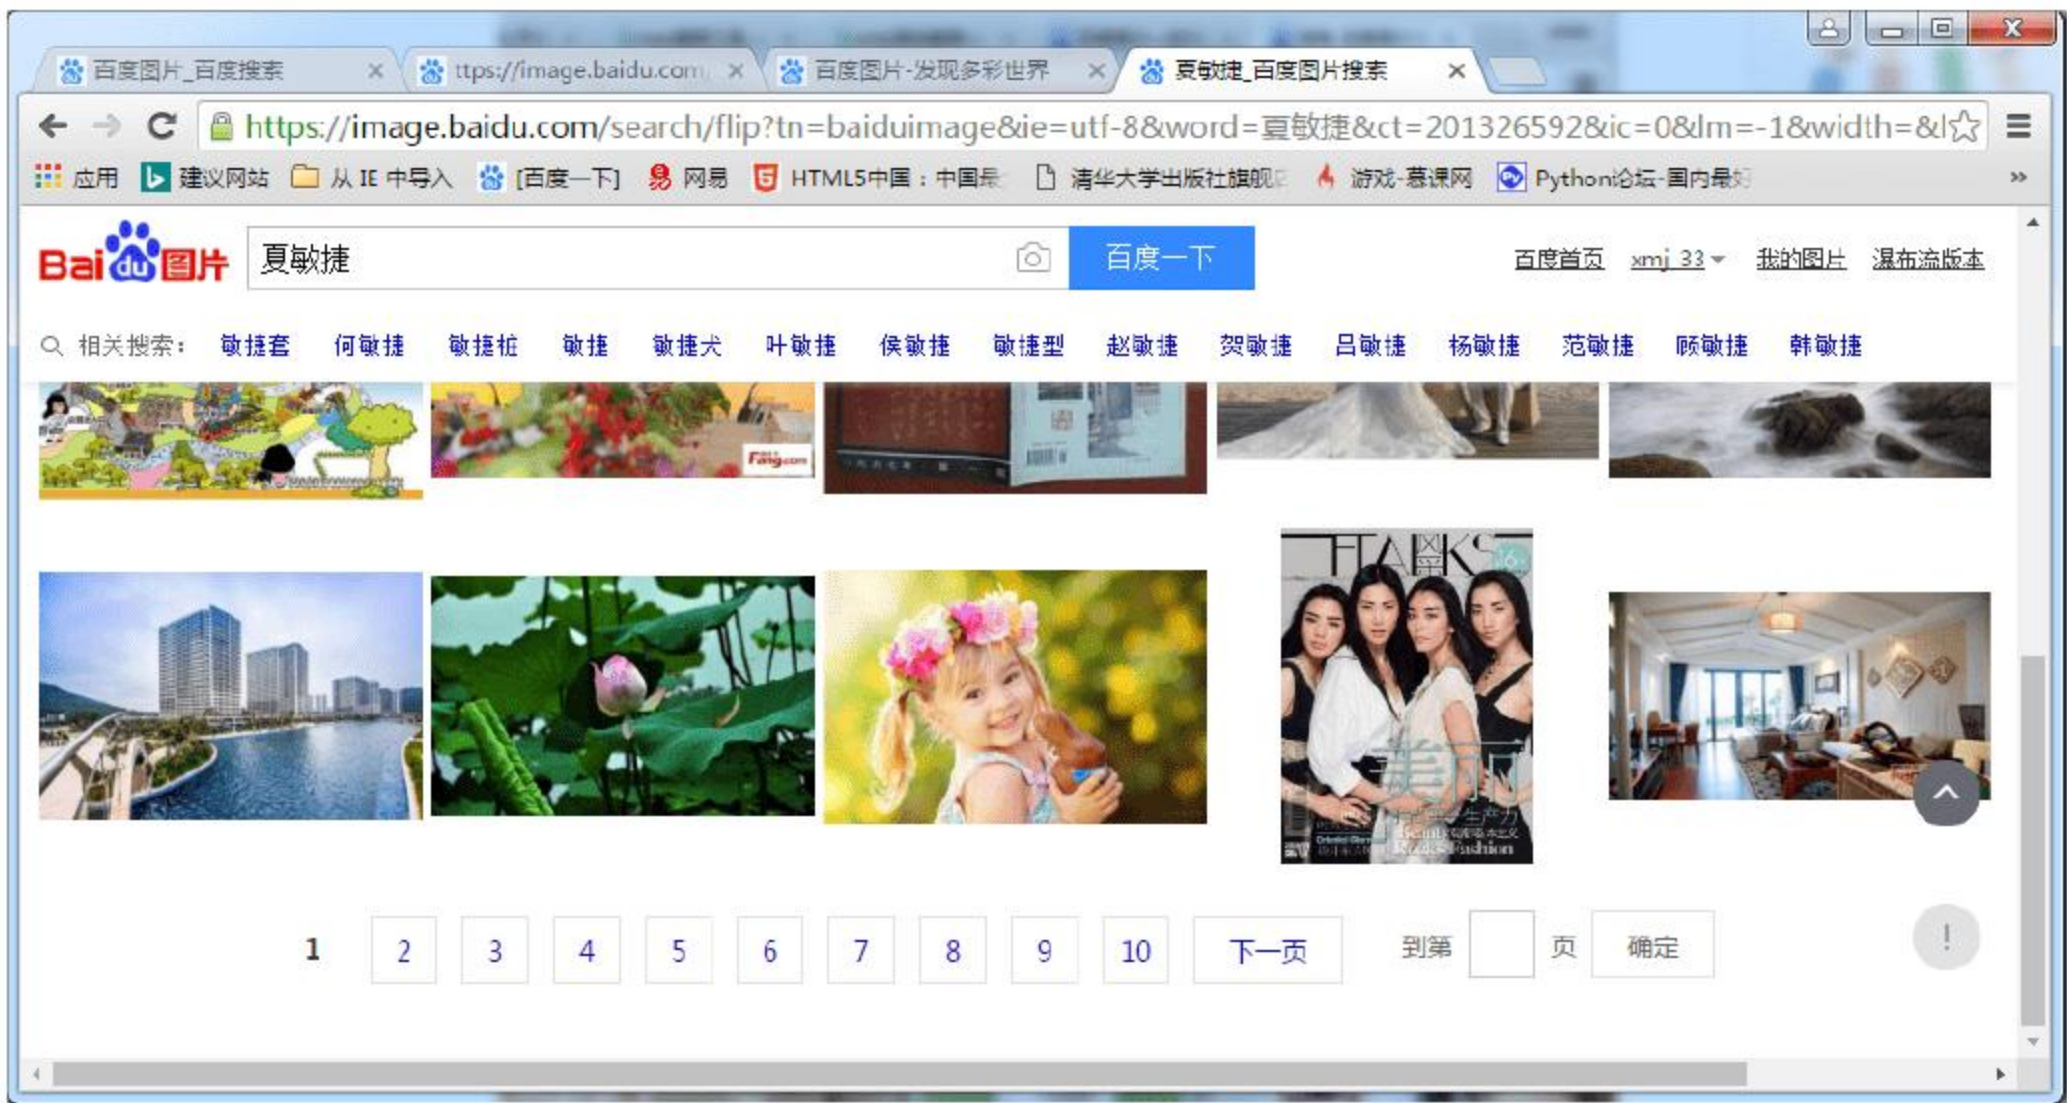 百度图片_百度搜索
ttps://image.baidu.com
百度图片-发现多彩世界
夏敏捷_百度图片搜索
https://image.baidu.com/search/flip?tn=baiduimage&ie=utf-8&word=夏敏捷&ct=201326592&ic=0&lm=-1&width=&l
应用 建议网站 从 IE 中导入 [百度一下] 网易 HTML5中国：中国最 清华大学出版社旗舰店 游戏-慕课网 Python论坛-国内最好
»
Bai du 图片
夏敏捷
百度一下
百度首页 xmj_33 我的图片 瀑布流版本
相关搜索： 敏捷套 何敏捷 敏捷桩 敏捷 敏捷犬 叶敏捷 侯敏捷 敏捷型 赵敏捷 贺敏捷 吕敏捷 杨敏捷 范敏捷 顾敏捷 韩敏捷
Fang.com
美丽
生产力
1 2 3 4 5 6 7 8 9 10 下一页 到第 页 确定
!